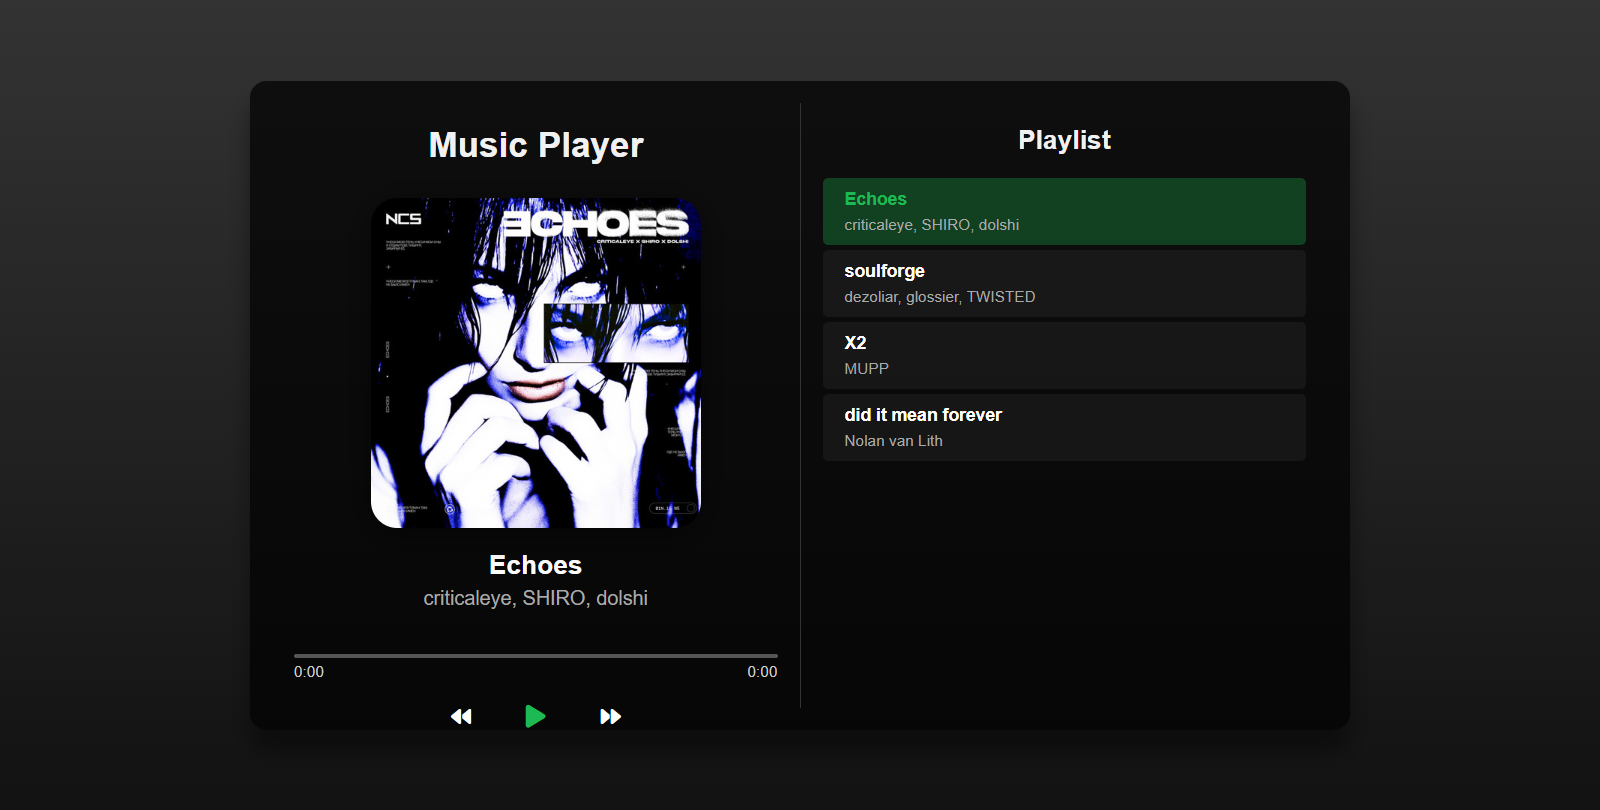 Music Player
NCS
ECHOES
CRITICALEYE X SHIRO X DOLSHI
Echoes
criticaleye, SHIRO, dolshi
0:00
0:00
Playlist
Echoes
criticaleye, SHIRO, dolshi
soulforge
dezoliar, glossier, TWISTED
X2
MUPP
did it mean forever
Nolan van Lith